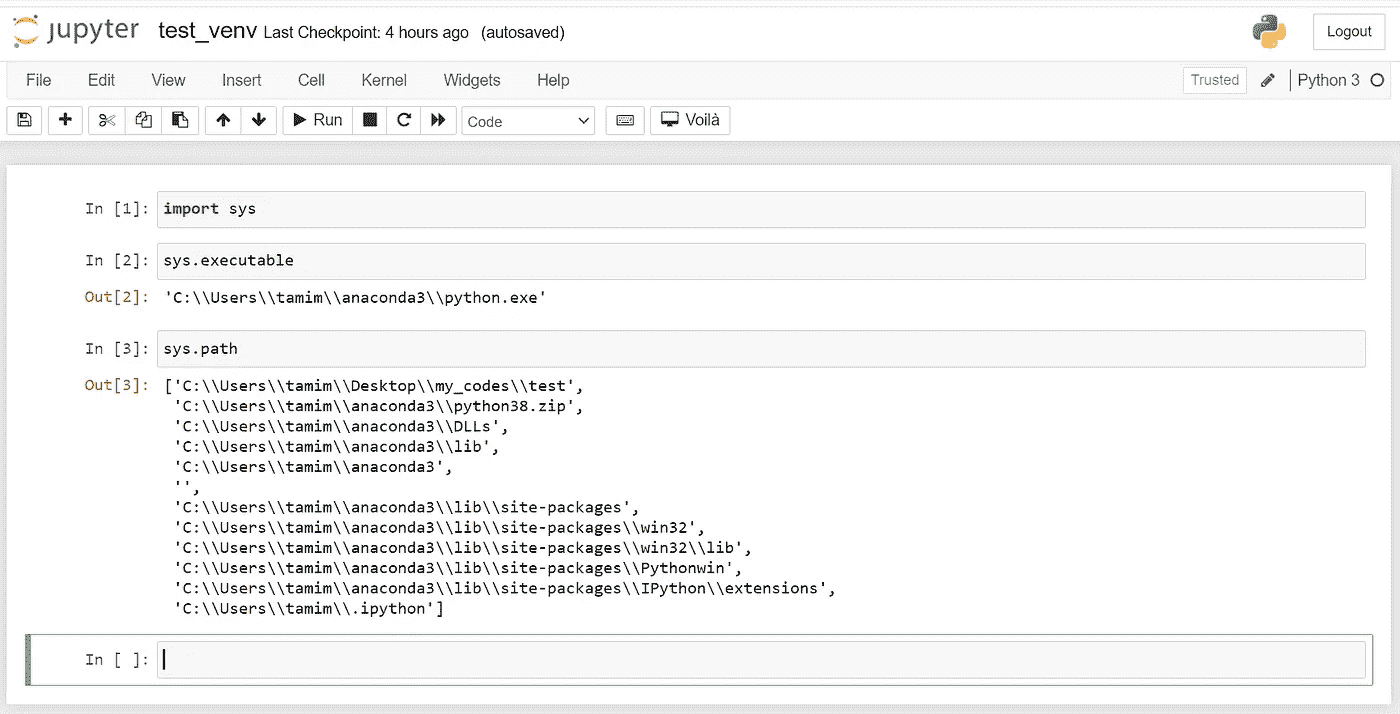 jupyter test_venv Last Checkpoint: 4 hours ago (autosaved)
Logout
File Edit View Insert Cell Kernel Widgets Help
Trusted Python 3
Run Code Voilà
In [1]: import sys
In [2]: sys.executable
Out[2]: 'C:\\Users\\tamim\\anaconda3\\python.exe'
In [3]: sys.path
Out[3]: ['C:\\Users\\tamim\\Desktop\\my_codes\\test',
'C:\\Users\\tamim\\anaconda3\\python38.zip',
'C:\\Users\\tamim\\anaconda3\\DLLs',
'C:\\Users\\tamim\\anaconda3\\lib',
'C:\\Users\\tamim\\anaconda3',
'',
'C:\\Users\\tamim\\anaconda3\\lib\\site-packages',
'C:\\Users\\tamim\\anaconda3\\lib\\site-packages\\win32',
'C:\\Users\\tamim\\anaconda3\\lib\\site-packages\\win32\\lib',
'C:\\Users\\tamim\\anaconda3\\lib\\site-packages\\Pythonwin',
'C:\\Users\\tamim\\anaconda3\\lib\\site-packages\\IPython\\extensions',
'C:\\Users\\tamim\\.ipython']
In [ ]: